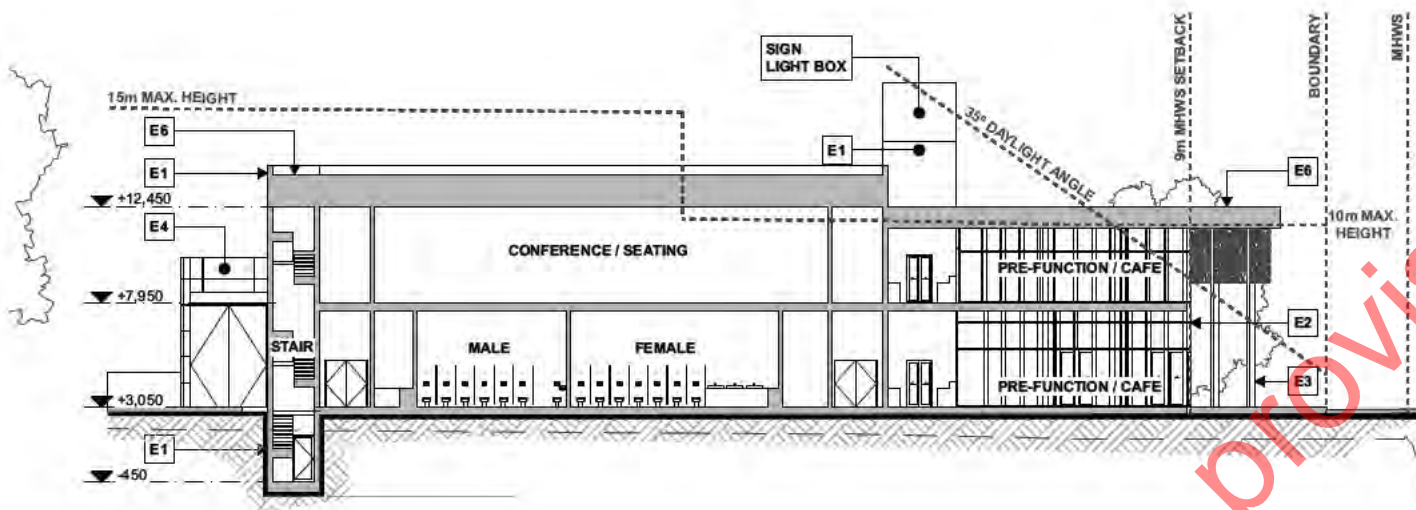 SIGN
LIGHT BOX
9m MHWS SETBACK
BOUNDARY
MHWS
15m MAX. HEIGHT
35° DAYLIGHT ANGLE
E6
E1
E1
E6
+12,450
E4
10m MAX.
HEIGHT
CONFERENCE / SEATING
PRE-FUNCTION / CAFE
+7,950
E2
STAIR
MALE
FEMALE
E3
PRE-FUNCTION / CAFE
+3,050
E1
-450
provis